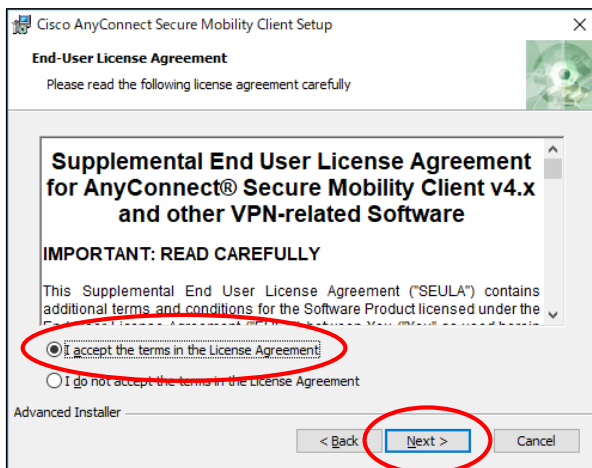 Cisco AnyConnect Secure Mobility Client Setup
End-User License Agreement
Please read the following license agreement carefully
Supplemental End User License Agreement
for AnyConnect® Secure Mobility Client v4.x
and other VPN-related Software
IMPORTANT: READ CAREFULLY
This Supplemental End User License Agreement ("SEULA") contains
additional terms and conditions for the Software Product licensed under the
I accept the terms in the License Agreement
I do not accept the terms in the License Agreement
Advanced Installer
< Back
Next >
Cancel